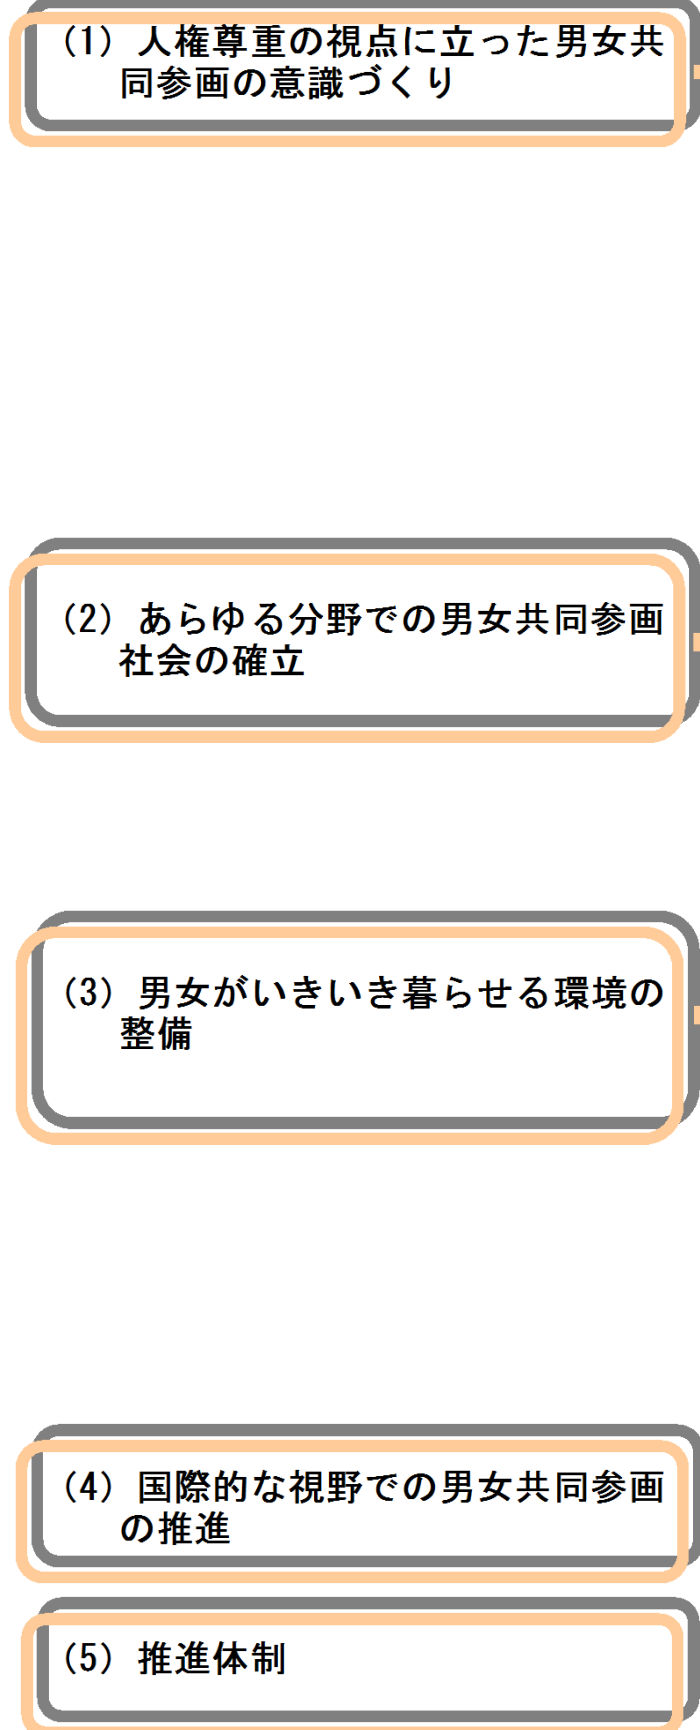 (1) 人権尊重の視点に立った男女共
同参画の意識づくり
(2) あらゆる分野での男女共同参画
社会の確立
(3) 男女がいきいき暮らせる環境の
整備
(4) 国際的な視野での男女共同参画
の推進
(5) 推進体制